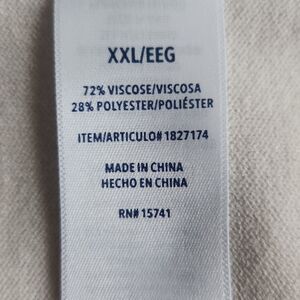 XXL/EEG
72% VISCOSE/VISCOSA
28% POLYESTER/POLIÉSTER
ITEM/ARTICULO# 1827174
MADE IN CHINA
HECHO EN CHINA
RN# 15741